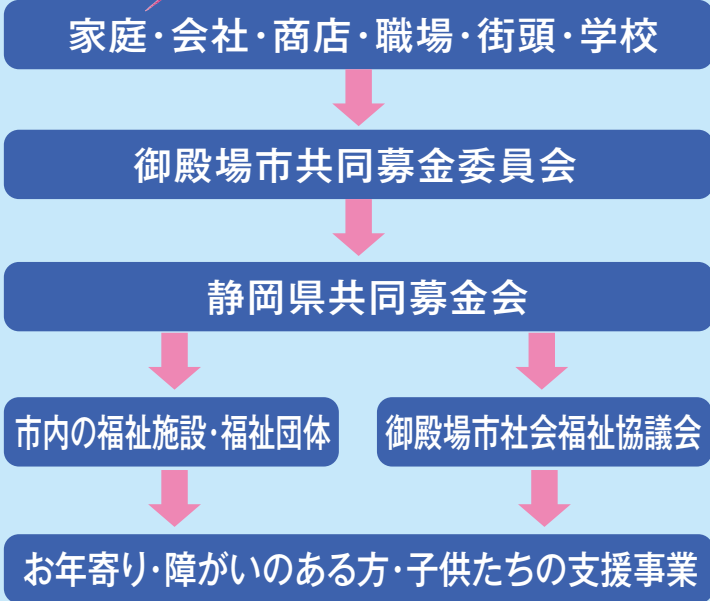 家庭・会社・商店・職場・街頭・学校
御殿場市共同募金委員会
静岡県共同募金会
市内の福祉施設・福祉団体
御殿場市社会福祉協議会
お年寄り・障がいのある方・子供たちの支援事業